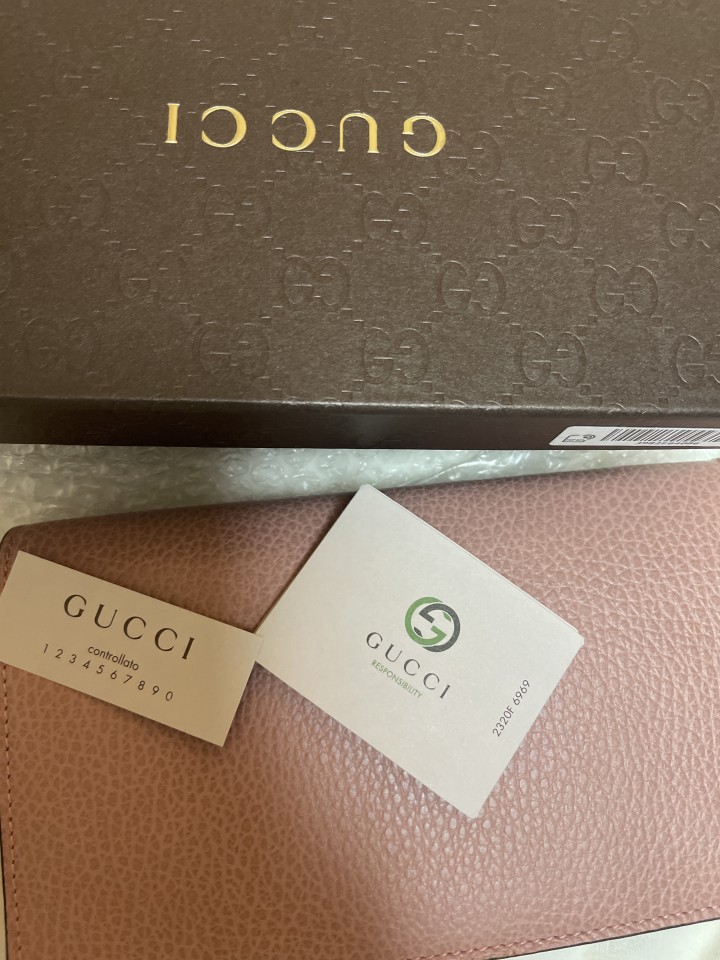 GUCCI
GUCCI
controllato
1 2 3 4 5 6 7 8 9 0
GUCCI
RESPONSIBILITY
2320F 6969